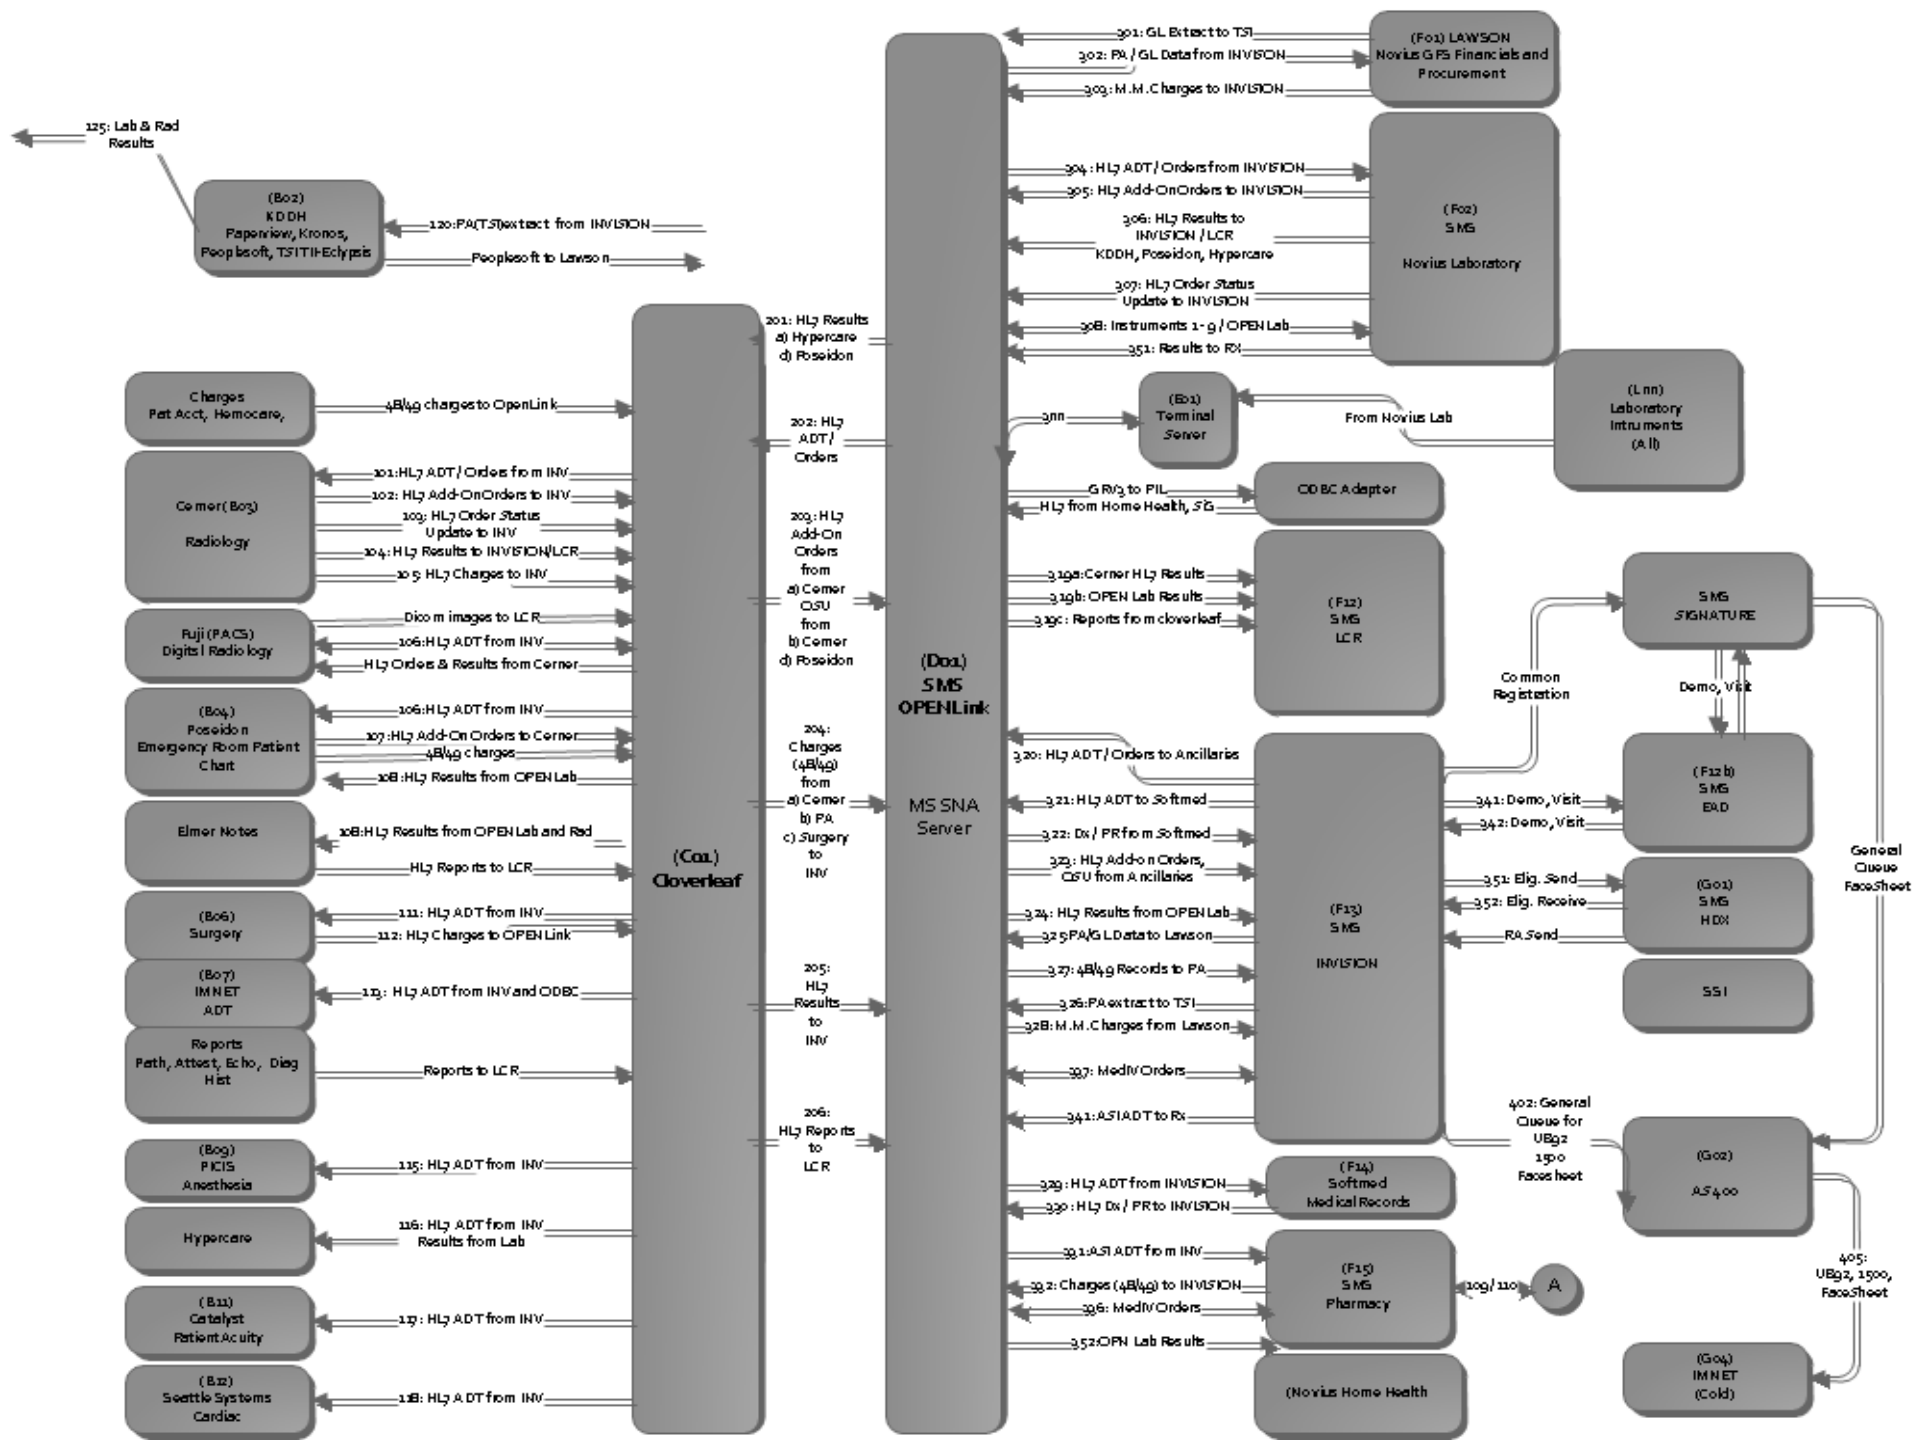 301: GL Extract to TSI
302: PA / GL Data from INVISION
303: M.M. Charges to INVISION
(F01) LAWSON
Novius GFS Financials and
Procurement
125: Lab & Rad
Results
(B02)
KDDH
Paperview, Kronos,
Peoplesoft, TSI TII-Eclypsis
120:PA(TSI)extract from INVISION
Peoplesoft to Lawson
304: HL7 ADT / Orders from INVISION
305: HL7 Add-On Orders to INVISION
306: HL7 Results to
INVISION / LCR
KDDH, Poseidon, Hypercare
307: HL7 Order Status
Update to INVISION
308: Instruments 1- 9 / OPENLab
351: Results to RX
(F02)
SMS
Novius Laboratory
201: HL7 Results
a) Hypercare
d) Poseidon
202: HL7
ADT /
Orders
203: HL7
Add-On
Orders
from
a) Cerner
OSU
from
b) Cerner
d) Poseidon
204:
Charges
(48/49)
from
a) Cerner
b) PA
c) Surgery
to
INV
205:
HL7
Results
to
INV
206:
HL7 Reports
to
LCR
Charges
Pat Acct, Hemocare,
48/49 charges to OpenLink
Cerner (B03)
Radiology
101: HL7 ADT / Orders from INV
102: HL7 Add-On Orders to INV
103: HL7 Order Status
Update to INV
104: HL7 Results to INVISION/LCR
105: HL7 Charges to INV
Fuji (PACS)
Digitsl Radiology
Dicom images to LCR
106: HL7 ADT from INV
HL7 Orders & Results from Cerner
(B04)
Poseidon
Emergency Room Patient
Chart
106: HL7 ADT from INV
107: HL7 Add-On Orders to Cerner
48/49 charges
108: HL7 Results from OPENLab
Elmer Notes
108: HL7 Results from OPENLab and Rad
HL7 Reports to LCR
(B06)
Surgery
111: HL7 ADT from INV
112: HL7 Charges to OPENLink
(B07)
IMNET
ADT
113: HL7 ADT from INV and ODBC
Reports
Path, Attest, Echo, Diag
Hist
Reports to LCR
(B09)
PICIS
Anesthesia
115: HL7 ADT from INV
Hypercare
116: HL7 ADT from INV
Results from Lab
(B11)
Catalyst
Patient Acuity
117: HL7 ADT from INV
(B12)
Seattle Systems
Cardiac
118: HL7 ADT from INV
(C01)
Cloverleaf
(D01)
SMS
OPENLink
MS SNA
Server
3nn
(E01)
Terminal
Server
From Novius Lab
(Lnn)
Laboratory
Intruments
(All)
GRV3 to PIL
HL7 from Home Health, SIG
ODBC Adapter
319a: Cerner HL7 Results
319b: OPEN Lab Results
319c: Reports from cloverleaf
(F12)
SMS
LCR
SMS
SIGNATURE
Common
Registration
Demo, Visit
(F12b)
SMS
EAD
320: HL7 ADT / Orders to Ancillaries
321: HL7 ADT to Softmed
322: Dx / PR from Softmed
323: HL7 Add-on Orders,
OSU from Ancillaries
324: HL7 Results from OPENLab
325:PA/GL Data to Lawson
327: 48/49 Records to PA
326: PA extract to TSI
328: M.M. Charges from Lawson
337: MedIV Orders
341: ASI ADT to Rx
(F13)
SMS
INVISION
341: Demo, Visit
342: Demo, Visit
351: Elig. Send
352: Elig. Receive
RA Send
(G01)
SMS
HDX
SSI
General
Queue
FaceSheet
402: General
Queue for
UB92
1500
Facesheet
(G02)
AS400
405:
UB92, 1500,
FaceSheet
(G04)
IMNET
(Cold)
329: HL7 ADT from INVISION
330: HL7 Dx / PR to INVISION
(F14)
Softmed
Medical Records
331: ASI ADT from INV
332: Charges (48/49) to INVISION
336: MedIV Orders
352:OPN Lab Results
(F15)
SMS
Pharmacy
109/ 110
A
(Novius Home Health